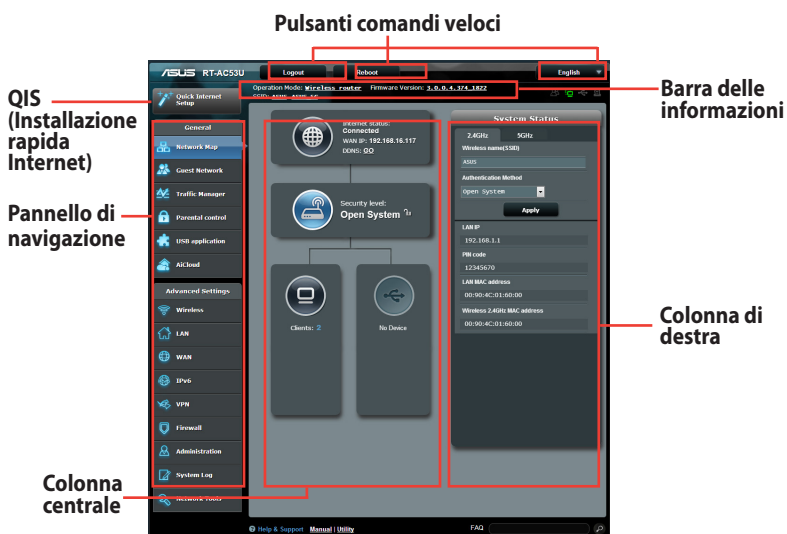 Pulsanti comandi veloci
ASUS RT-AC53U
Logout
Reboot
English
Operation Mode: Wireless router Firmware Version: 3.0.0.4.374_1822
SSID: ASUS ASUS_5G
Barra delle
informazioni
QIS
(Installazione
rapida
Internet)
Quick Internet
Setup
General
Network Map
Guest Network
Traffic Manager
Parental control
USB application
AiCloud
Pannello di
navigazione
Advanced Settings
Wireless
LAN
WAN
IPv6
VPN
Firewall
Administration
System Log
Network Tools
Internet status:
Connected
WAN IP: 192.168.16.117
DDNS: GO
Security level:
Open System
Clients: 2
No Device
System Status
2.4GHz
5GHz
Wireless name(SSID)
ASUS
Authentication Method
Open System
Apply
LAN IP
192.168.1.1
PIN code
12345670
LAN MAC address
00:90:4C:01:60:00
Wireless 2.4GHz MAC address
00:90:4C:01:60:00
Colonna di
destra
Colonna
centrale
Help & Support Manual | Utility
FAQ